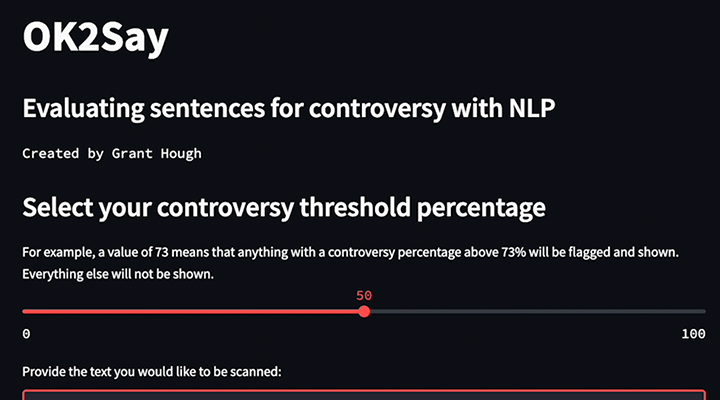 OK2Say
Evaluating sentences for controversy with NLP
Created by Grant Hough
Select your controversy threshold percentage
For example, a value of 73 means that anything with a controversy percentage above 73% will be flagged and shown.
Everything else will not be shown.
50
0 100
Provide the text you would like to be scanned: